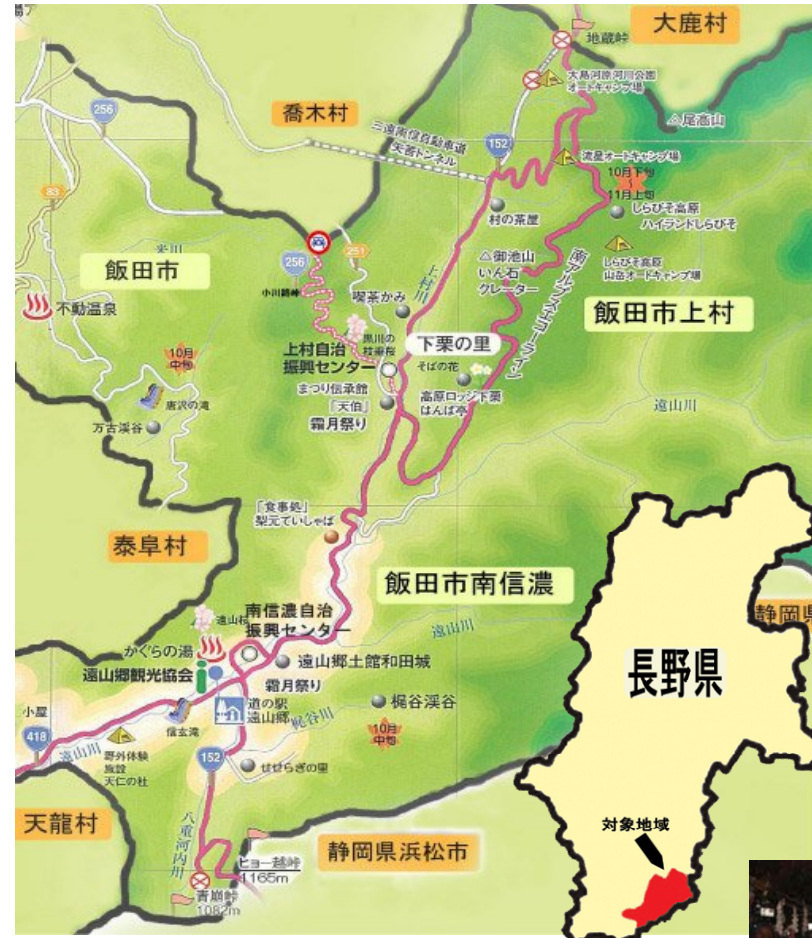 大鹿村
地蔵峠
大島河原河川公園
オートキャンプ場
256
喬木村
三遠南信自動車道
矢筈トンネル
152
△尾高山
流星オートキャンプ場
10月下旬
～
11月上旬
83
村の茶屋
しらびそ高原
ハイランドしらびそ
飯田市
256
251
△御池山
いん石
クレーター
しらびそ高原
山岳オートキャンプ場
小川路峠
喫茶かみ
上村川
南アルプスエコーライン
飯田市上村
不動温泉
黒川の
枝垂桜
上村自治
振興センター
下栗の里
10月
中旬
そばの花
まつり伝承館
「天伯」
霜月祭り
高原ロッジ下栗
はんば亭
遠山川
唐沢の滝
万古渓谷
「食事処」
梨元ていしゃば
泰阜村
飯田市南信濃
静岡県
遠山桜
南信濃自治
振興センター
遠山川
かぐらの湯
遠山郷観光協会
遠山郷土館和田城
霜月祭り
長野県
小屋
418
道の駅
遠山郷
梶谷渓谷
信玄滝
梶谷川
10月
中旬
遠山川
野外体験
施設
天仁の杜
152
せせらぎの里
天龍村
八重河内川
対象地域
ヒョー越峠
1165m
静岡県浜松市
青崩峠
1082m